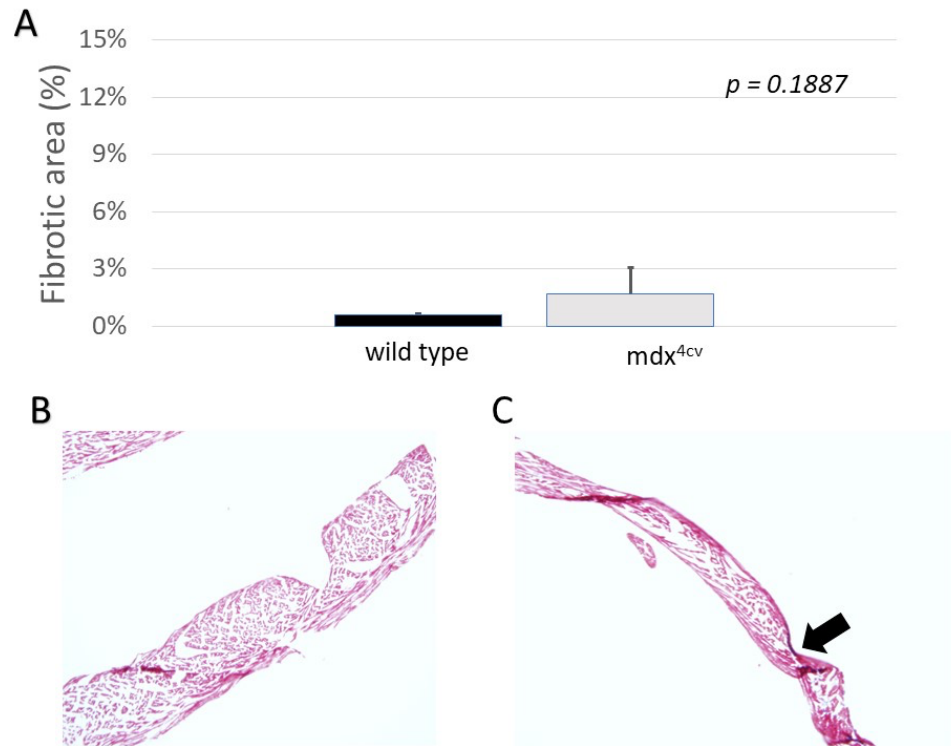 A
15%
12%
9%
6%
3%
0%
Fibrotic area (%)
p = 0.1887
wild type
mdx⁴ᶜᵛ
B
C